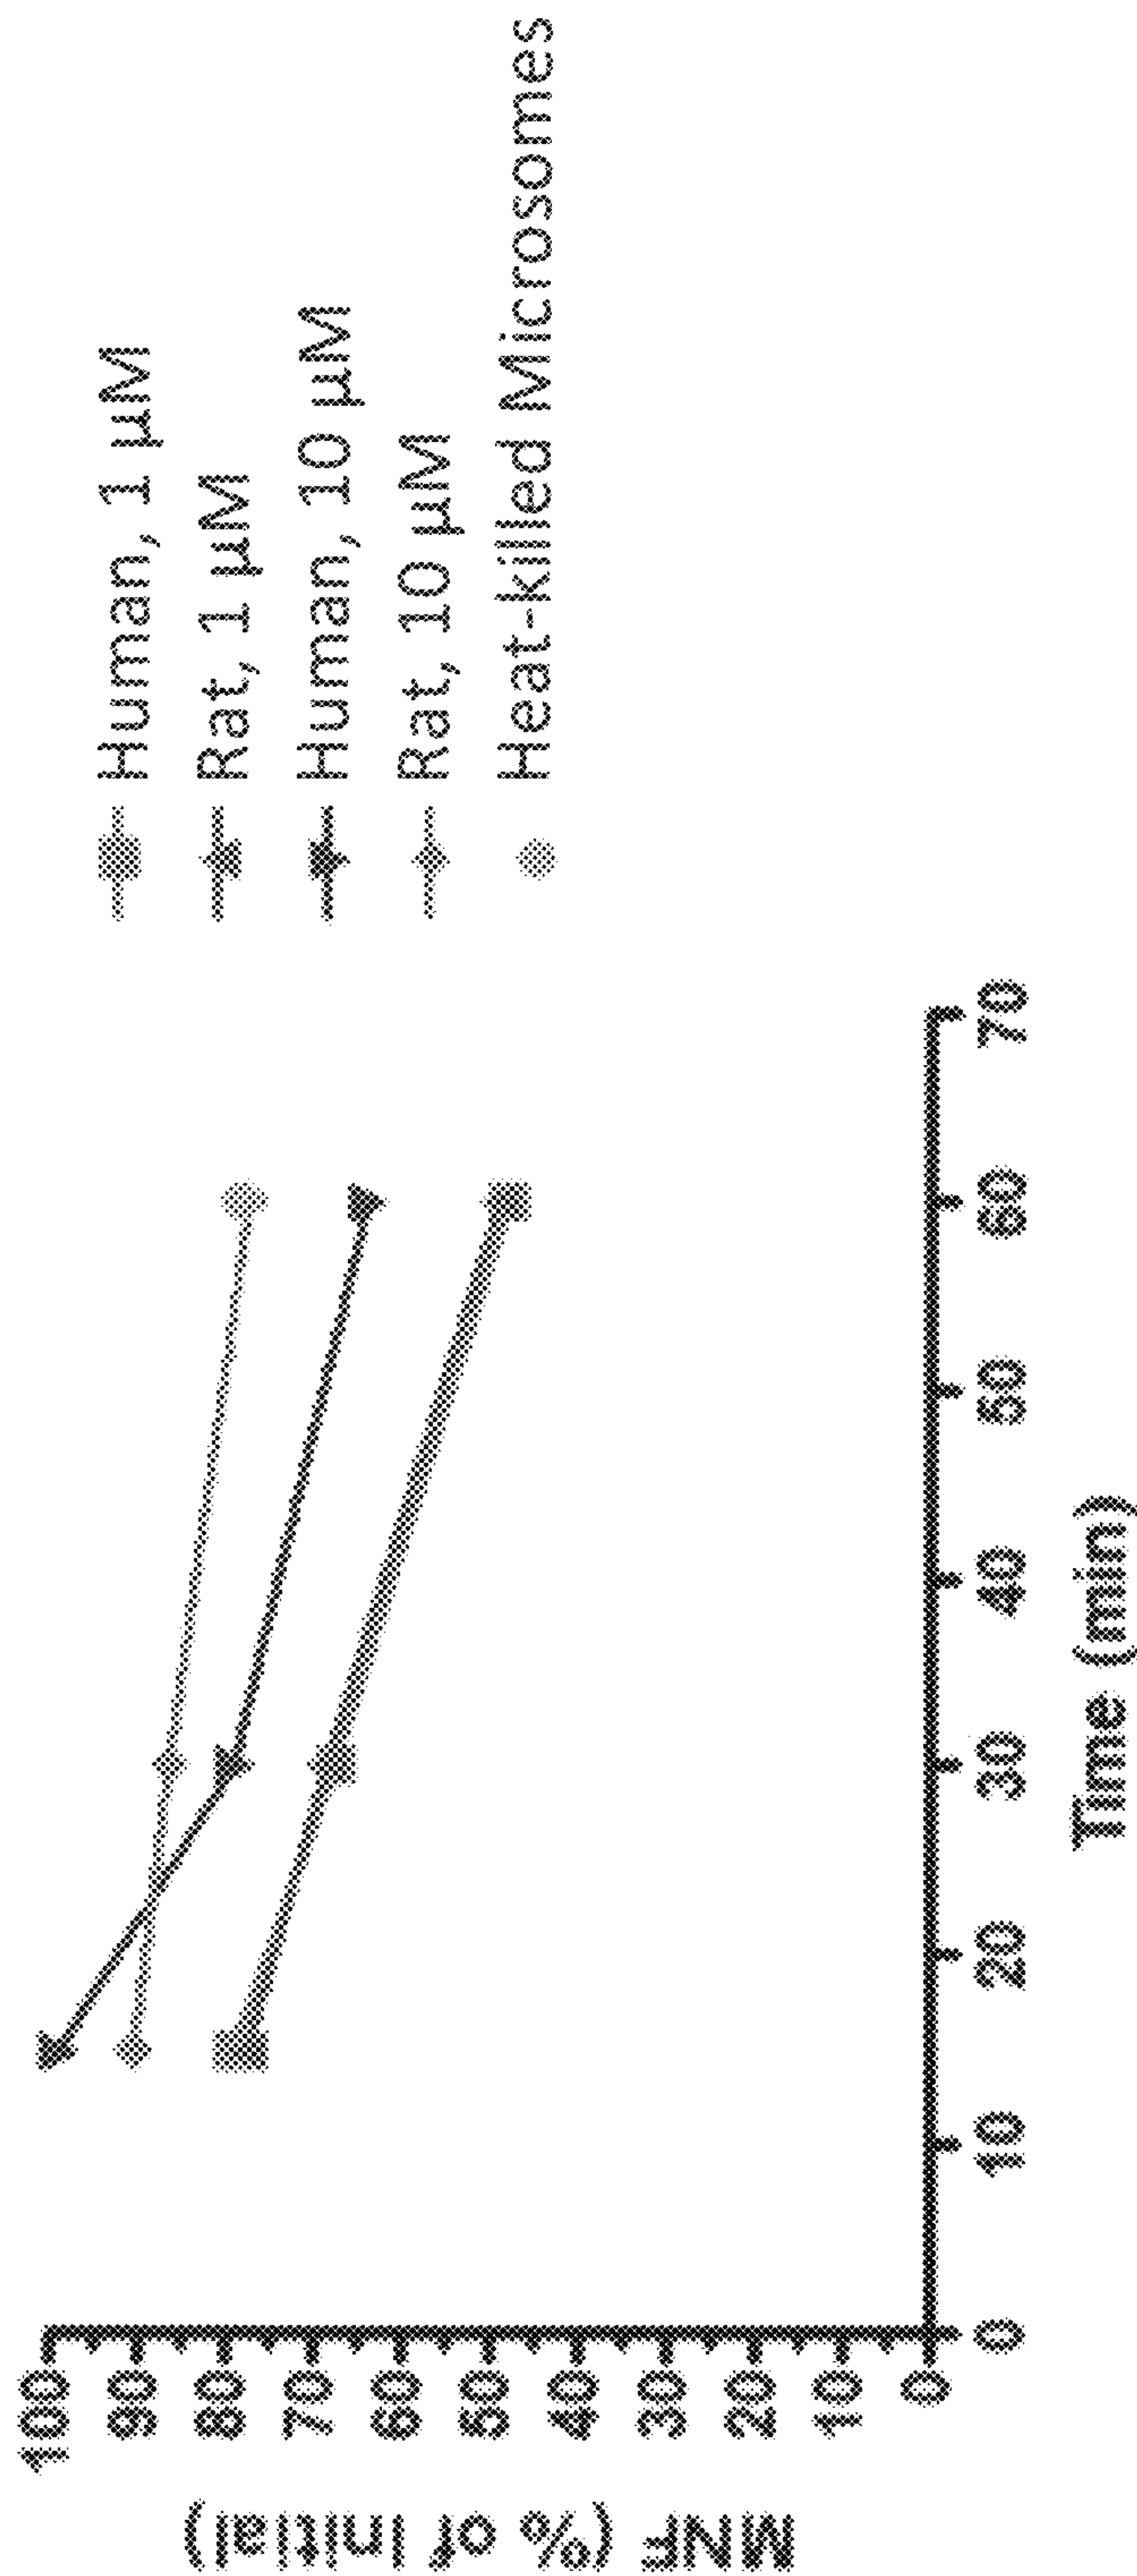 MNF (% of Initial)
100
90
80
70
60
50
40
30
20
10
0
0
10
20
30
40
50
60
70
Time (min)
Human, 1 µM
Rat, 1 µM
Human, 10 µM
Rat, 10 µM
Heat-killed Microsomes